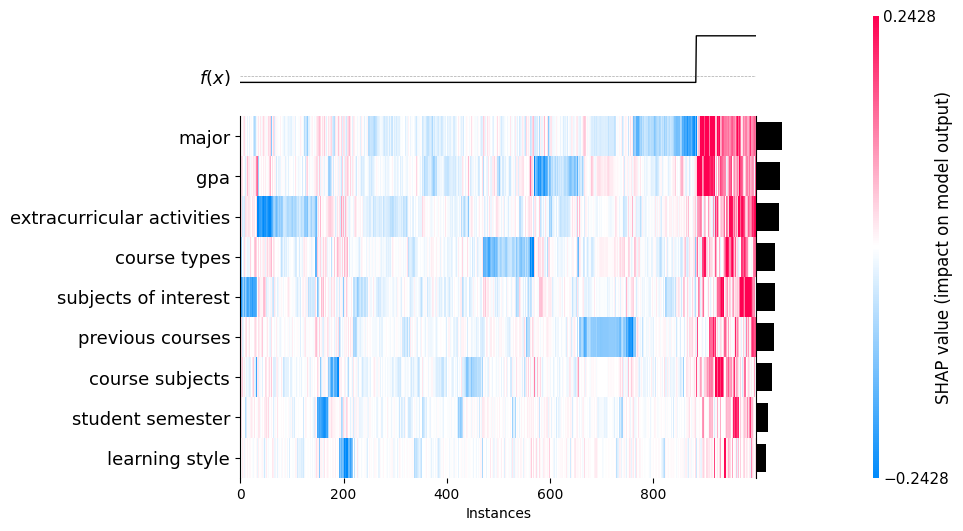 0.2428
f(x)
major
gpa
extracurricular activities
course types
subjects of interest
previous courses
course subjects
student semester
learning style
0 200 400 600 800
Instances
SHAP value (impact on model output)
−0.2428